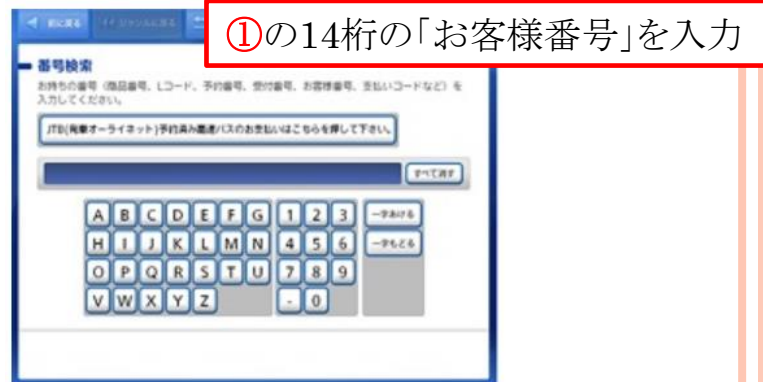 ①の14桁の「お客様番号」を入力
前に戻る
番号検索
お持ちの番号（商品番号、Lコード、予約番号、受付番号、お客様番号、支払いコードなど）を
入力してください。
JTB(発車オーライネット)予約済み高速バスのお支払いはこちらを押して下さい。
すべて消す
A B C D E F G 1 2 3 一字あける
H I J K L M N 4 5 6 一字もどる
O P Q R S T U 7 8 9
V W X Y Z - 0